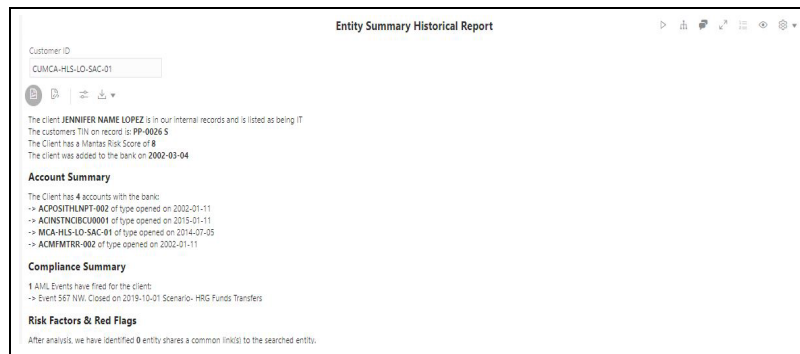 Entity Summary Historical Report
Customer ID
CUMCA-HLS-LO-SAC-01
The client JENNIFER NAME LOPEZ is in our internal records and is listed as being IT
The customers TIN on record is: PP-0026 S
The Client has a Mantas Risk Score of 8
The client was added to the bank on 2002-03-04
Account Summary
The Client has 4 accounts with the bank:
-> ACPOSITHLNPT-002 of type opened on 2002-01-11
-> ACINSTNCIBCU0001 of type opened on 2015-01-11
-> MCA-HLS-LO-SAC-01 of type opened on 2014-07-05
-> ACMFMTRR-002 of type opened on 2002-01-11
Compliance Summary
1 AML Events have fired for the client:
-> Event 567 NW, Closed on 2019-10-01 Scenario- HRG Funds Transfers
Risk Factors & Red Flags
After analysis, we have identified 0 entity shares a common link(s) to the searched entity.